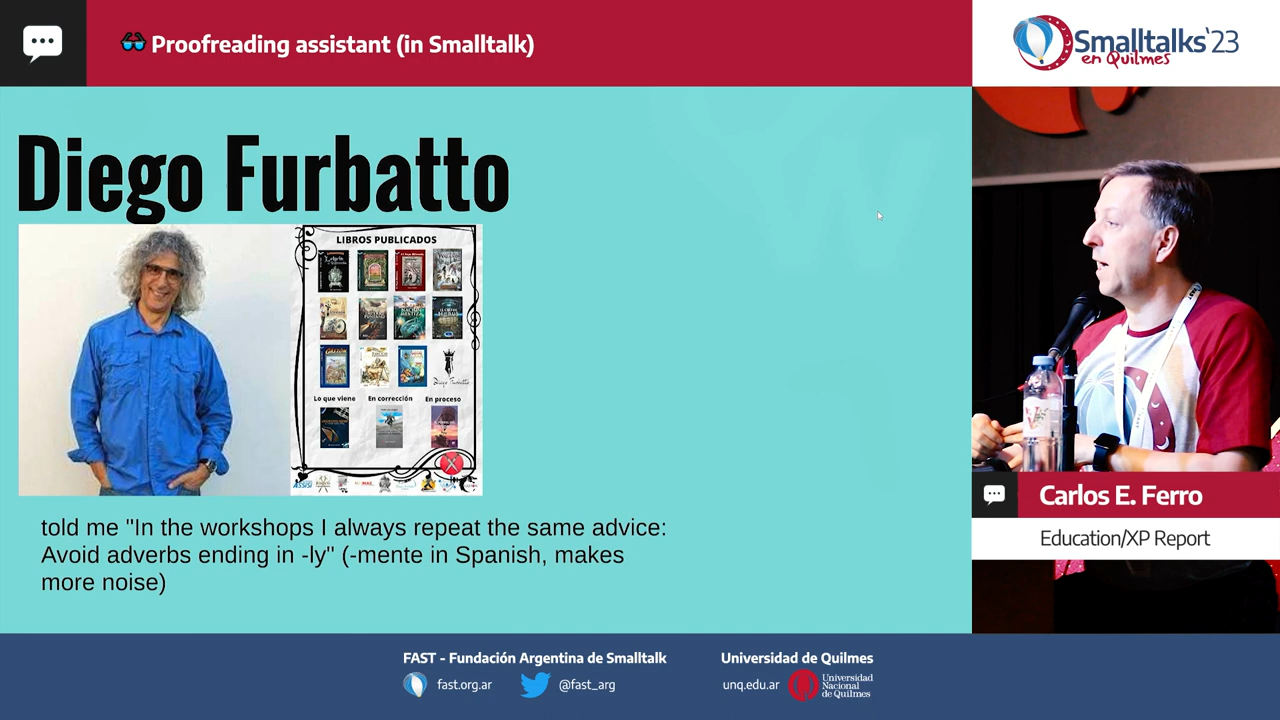 Proofreading assistant (in Smalltalk)
Smalltalks'23
en Quilmes
Diego Furbatto
LIBROS PUBLICADOS
Lo que viene
En corrección
En proceso
Diego Furbatto
told me "In the workshops I always repeat the same advice:
Avoid adverbs ending in -ly" (-mente in Spanish, makes
more noise)
Carlos E. Ferro
Education/XP Report
FAST - Fundación Argentina de Smalltalk
fast.org.ar
@fast_arg
Universidad de Quilmes
unq.edu.ar
Universidad
Nacional
de Quilmes